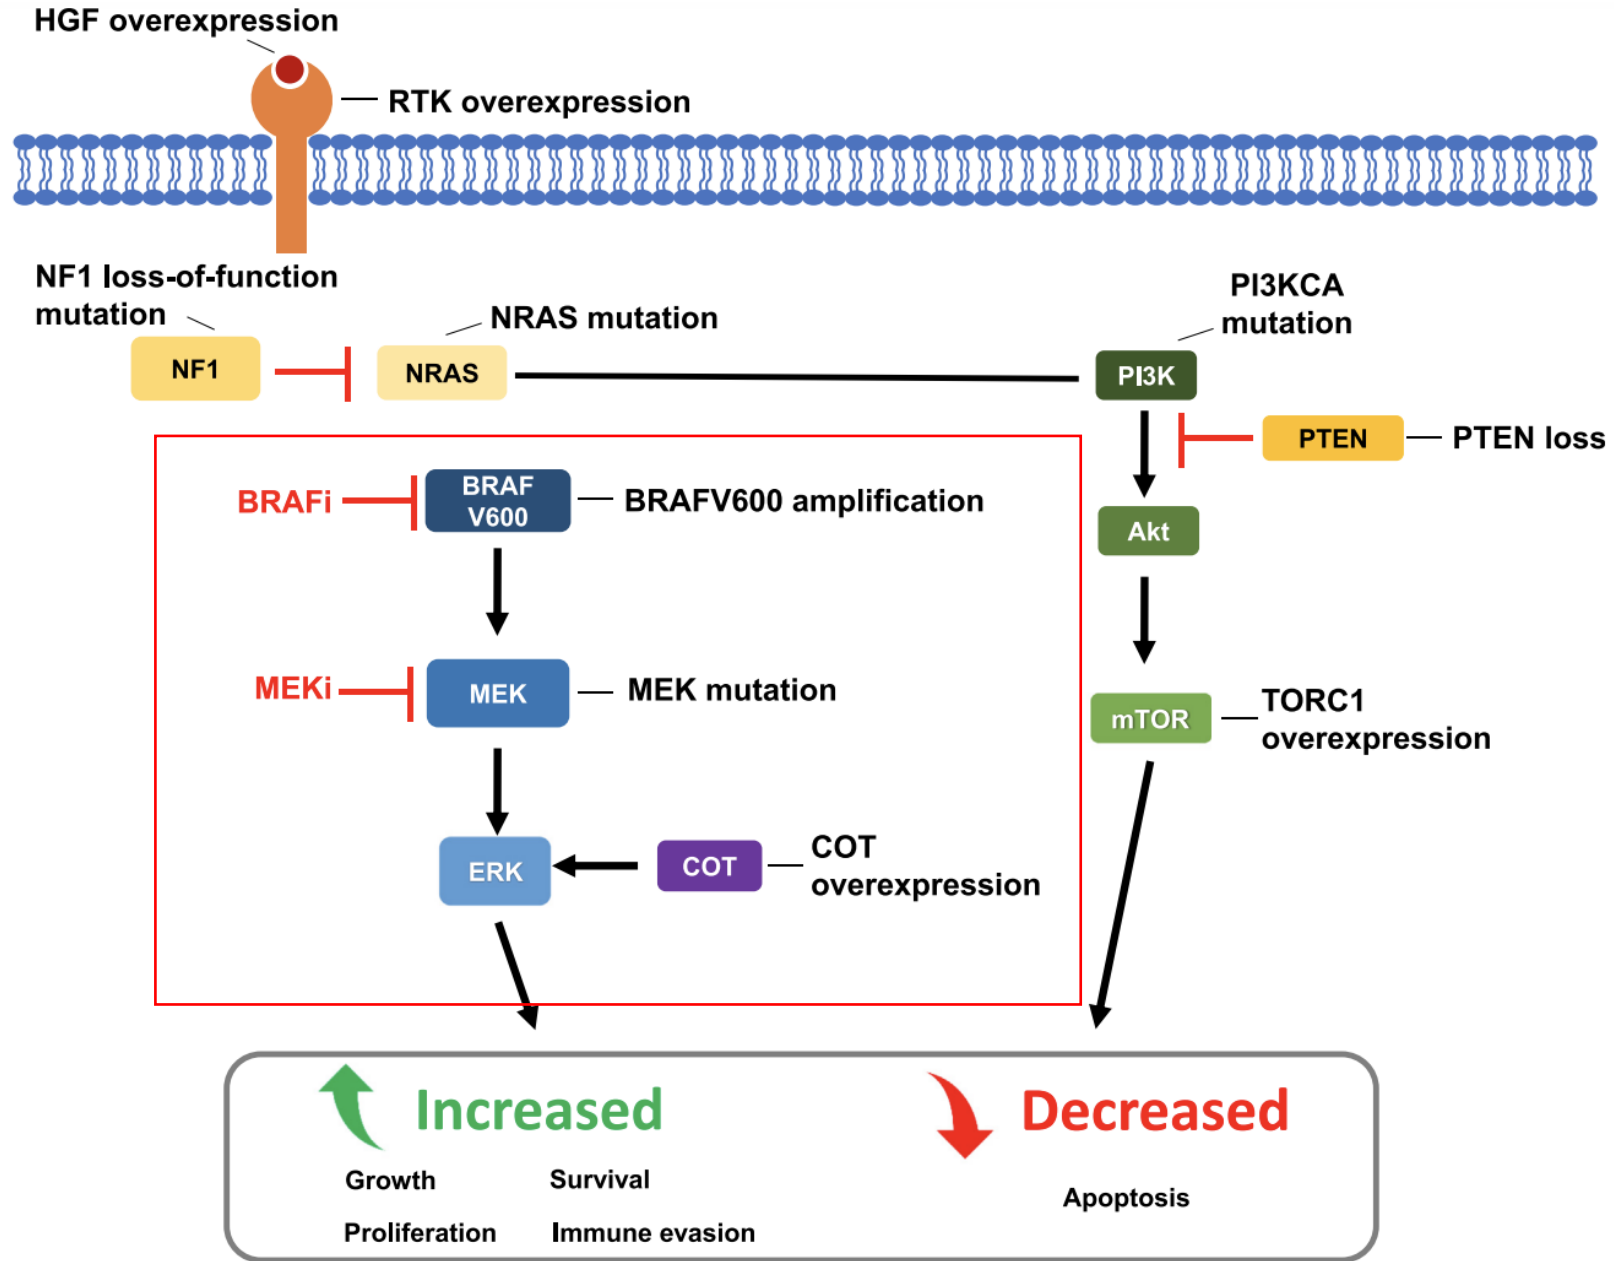 HGF overexpression
RTK overexpression
NF1 loss-of-function
mutation
NRAS mutation
PI3KCA
mutation
NF1
NRAS
PI3K
PTEN
PTEN loss
BRAFi
BRAF
V600
BRAFV600 amplification
Akt
MEKi
MEK
MEK mutation
mTOR
TORC1
overexpression
ERK
COT
COT
overexpression
Increased
Decreased
Growth
Survival
Apoptosis
Proliferation
Immune evasion